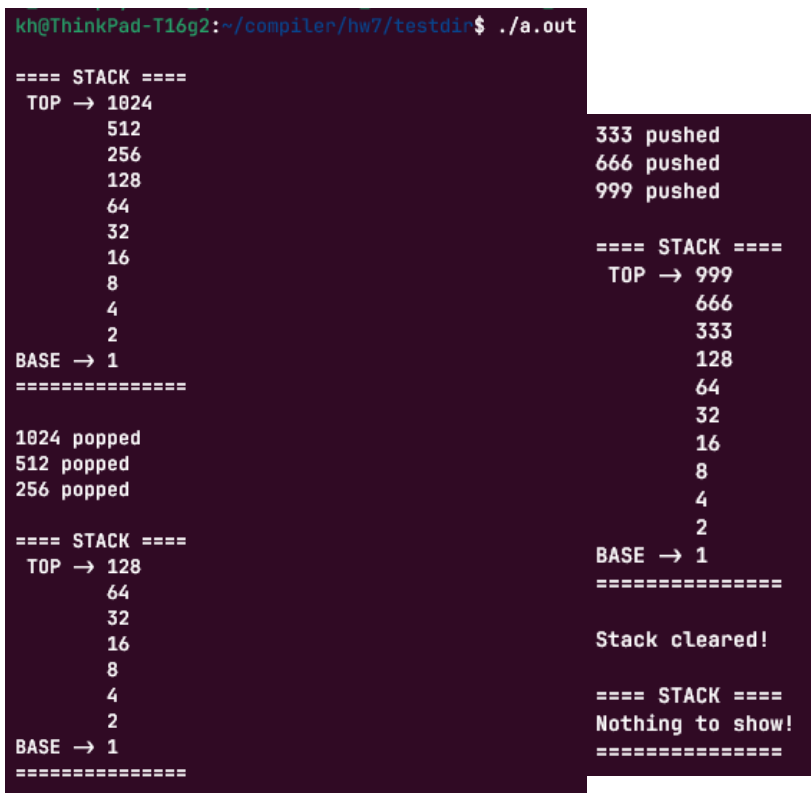 kh@ThinkPad-T16g2:~/compiler/hw7/testdir$ ./a.out
==== STACK ====
TOP → 1024
512
256
128
64
32
16
8
4
2
BASE → 1
===============
1024 popped
512 popped
256 popped
==== STACK ====
TOP → 128
64
32
16
8
4
2
BASE → 1
===============
333 pushed
666 pushed
999 pushed
==== STACK ====
TOP → 999
666
333
128
64
32
16
8
4
2
BASE → 1
===============
Stack cleared!
==== STACK ====
Nothing to show!
===============